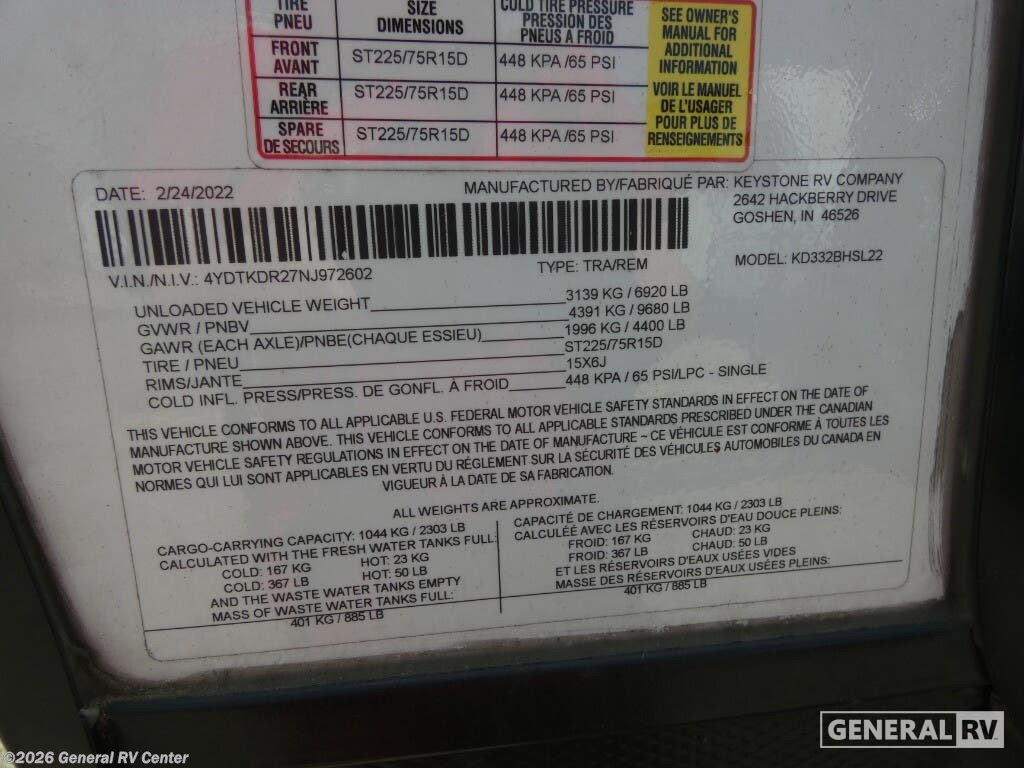 TIRE PNEU SIZE DIMENSIONS COLD TIRE PRESSURE PRESSION DES PNEUS A FROID
FRONT AVANT ST225/75R15D 448 KPA /65 PSI
REAR ARRIÈRE ST225/75R15D 448 KPA /65 PSI
SPARE DE SECOURS ST225/75R15D 448 KPA /65 PSI
SEE OWNER'S
MANUAL FOR
ADDITIONAL
INFORMATION
VOIR LE MANUEL
DE L'USAGER
POUR PLUS DE
RENSEIGNEMENTS
DATE: 2/24/2022
MANUFACTURED BY/FABRIQUÉ PAR: KEYSTONE RV COMPANY
2642 HACKBERRY DRIVE
GOSHEN, IN 46526
V.I.N./N.I.V.: 4YDTKDR27NJ972602 TYPE: TRA/REM MODEL: KD332BHSL22
UNLOADED VEHICLE WEIGHT 3139 KG / 6920 LB
GVWR / PNBV 4391 KG / 9680 LB
GAWR (EACH AXLE)/PNBE(CHAQUE ESSIEU) 1996 KG / 4400 LB
TIRE / PNEU ST225/75R15D
RIMS/JANTE 15X6J
COLD INFL. PRESS/PRESS. DE GONFL. À FROID 448 KPA / 65 PSI/LPC - SINGLE
THIS VEHICLE CONFORMS TO ALL APPLICABLE U.S. FEDERAL MOTOR VEHICLE SAFETY STANDARDS IN EFFECT ON THE DATE OF
MANUFACTURE SHOWN ABOVE. THIS VEHICLE CONFORMS TO ALL APPLICABLE STANDARDS PRESCRIBED UNDER THE CANADIAN
MOTOR VEHICLE SAFETY REGULATIONS IN EFFECT ON THE DATE OF MANUFACTURE ~ CE VÉHICULE EST CONFORME À TOUTES LES
NORMES QUI LUI SONT APPLICABLES EN VERTU DU RÉGLEMENT SUR LA SÉCURITÉ DES VÉHICULES AUTOMOBILES DU CANADA EN
VIGUEUR À LA DATE DE SA FABRICATION.
ALL WEIGHTS ARE APPROXIMATE.
CARGO-CARRYING CAPACITY: 1044 KG / 2303 LB
CALCULATED WITH THE FRESH WATER TANKS FULL:
COLD: 167 KG HOT: 23 KG
COLD: 367 LB HOT: 50 LB
AND THE WASTE WATER TANKS EMPTY
MASS OF WASTE WATER TANKS FULL:
401 KG / 885 LB
CAPACITÉ DE CHARGEMENT: 1044 KG / 2303 LB
CALCULÉE AVEC LES RÉSERVOIRS D'EAU DOUCE PLEINS:
FROID: 167 KG CHAUD: 23 KG
FROID: 367 LB CHAUD: 50 LB
ET LES RÉSERVOIRS D'EAUX USÉES VIDES
MASSE DES RÉSERVOIRS D'EAUX USÉES PLEINS:
401 KG / 885 LB
GENERAL RV
©2026 General RV Center